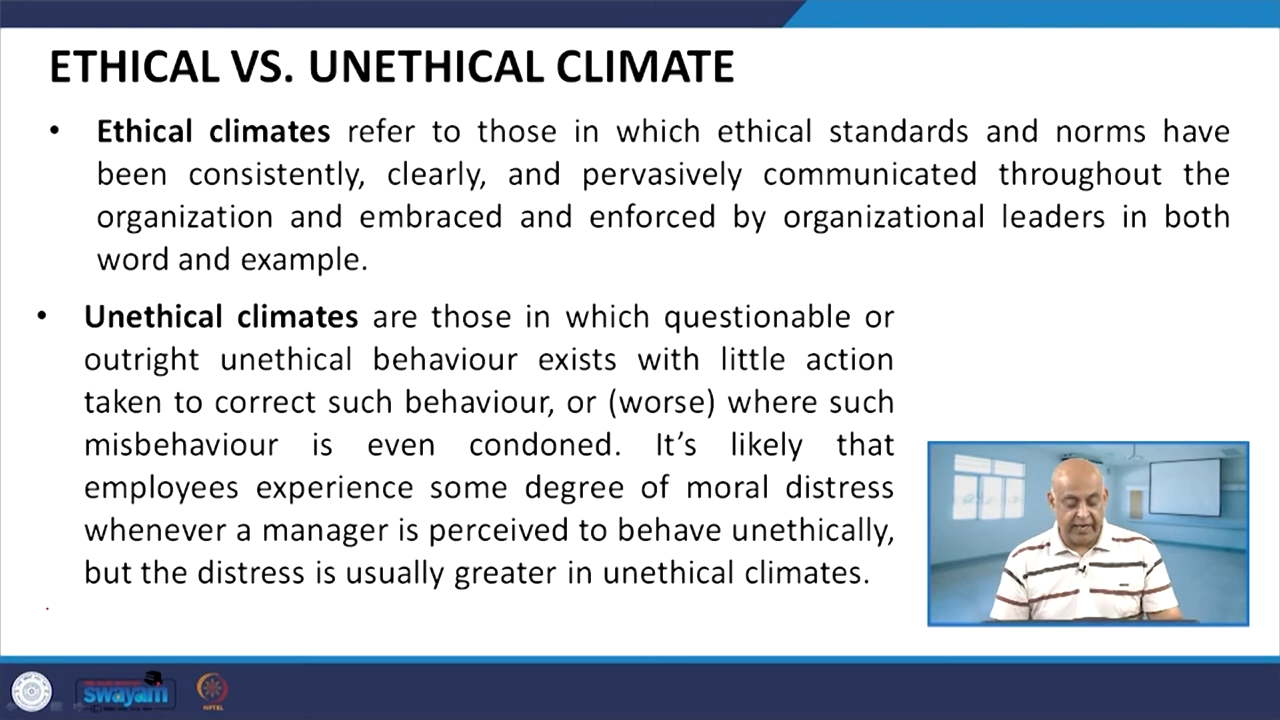 ETHICAL VS. UNETHICAL CLIMATE
• Ethical climates refer to those in which ethical standards and norms have
been consistently, clearly, and pervasively communicated throughout the
organization and embraced and enforced by organizational leaders in both
word and example.
• Unethical climates are those in which questionable or
outright unethical behaviour exists with little action
taken to correct such behaviour, or (worse) where such
misbehaviour is even condoned. It’s likely that
employees experience some degree of moral distress
whenever a manager is perceived to behave unethically,
but the distress is usually greater in unethical climates.
swayam
NPTEL